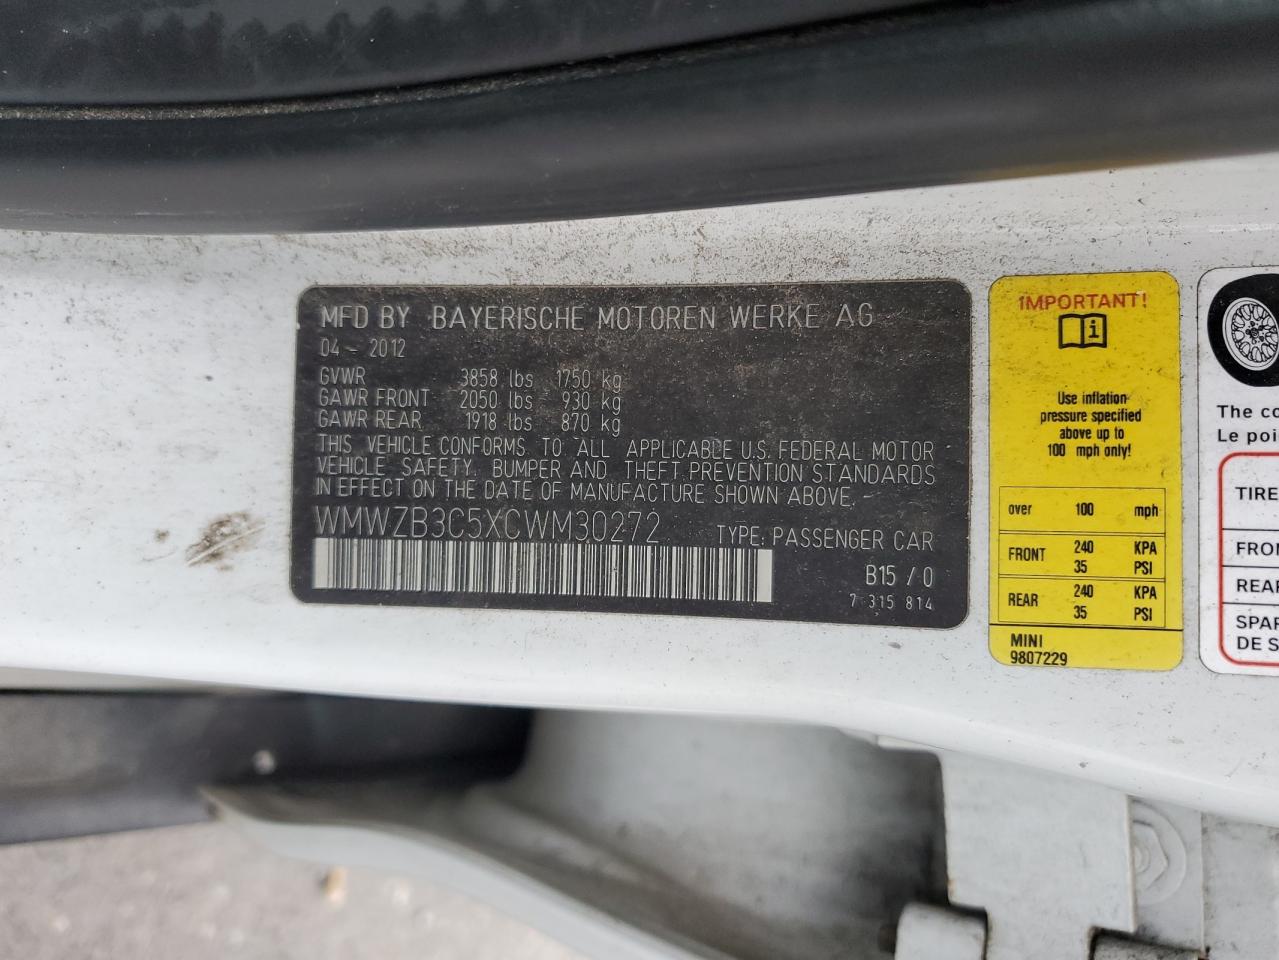 MFD BY BAYERISCHE MOTOREN WERKE AG
04 - 2012
GVWR 3858 lbs 1750 kg
GAWR FRONT 2050 lbs 930 kg
GAWR REAR 1918 lbs 870 kg
THIS VEHICLE CONFORMS TO ALL APPLICABLE U.S. FEDERAL MOTOR
VEHICLE SAFETY, BUMPER AND THEFT PREVENTION STANDARDS
IN EFFECT ON THE DATE OF MANUFACTURE SHOWN ABOVE.
WMWZB3C5XCWM30272 TYPE: PASSENGER CAR
B15 / 0
7 315 814
IMPORTANT!
i
Use inflation
pressure specified
above up to
100 mph only!
over 100 mph
FRONT 240 KPA
35 PSI
REAR 240 KPA
35 PSI
MINI
9807229
The co
Le poi
TIRE
FRON
REAR
SPAR
DE S